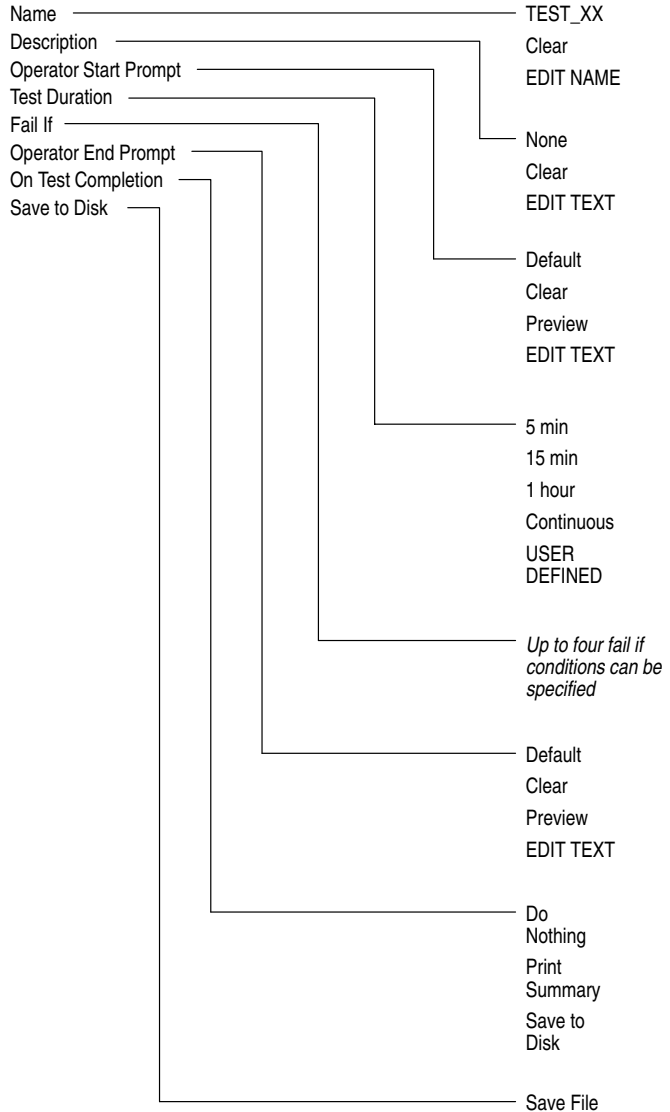 Name
Description
Operator Start Prompt
Test Duration
Fail If
Operator End Prompt
On Test Completion
Save to Disk
TEST_XX
Clear
EDIT NAME
None
Clear
EDIT TEXT
Default
Clear
Preview
EDIT TEXT
5 min
15 min
1 hour
Continuous
USER
DEFINED
Up to four fail if
conditions can be
specified
Default
Clear
Preview
EDIT TEXT
Do
Nothing
Print
Summary
Save to
Disk
Save File